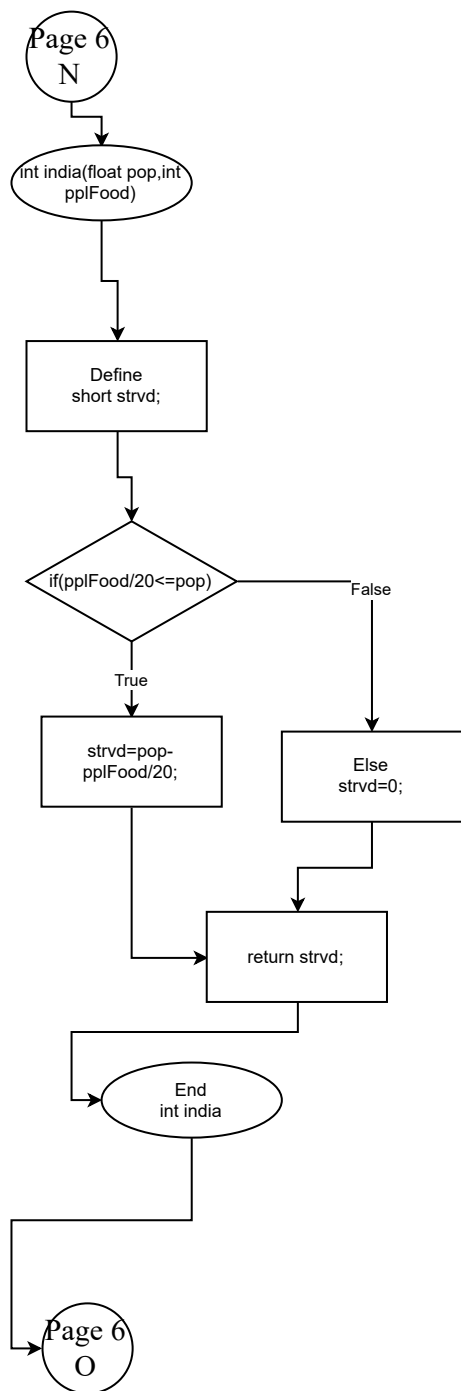 Page 6
N
int india(float pop,int
pplFood)
Define
short strvd;
if(pplFood/20<=pop)
False
True
strvd=pop-
pplFood/20;
Else
strvd=0;
return strvd;
End
int india
Page 6
O